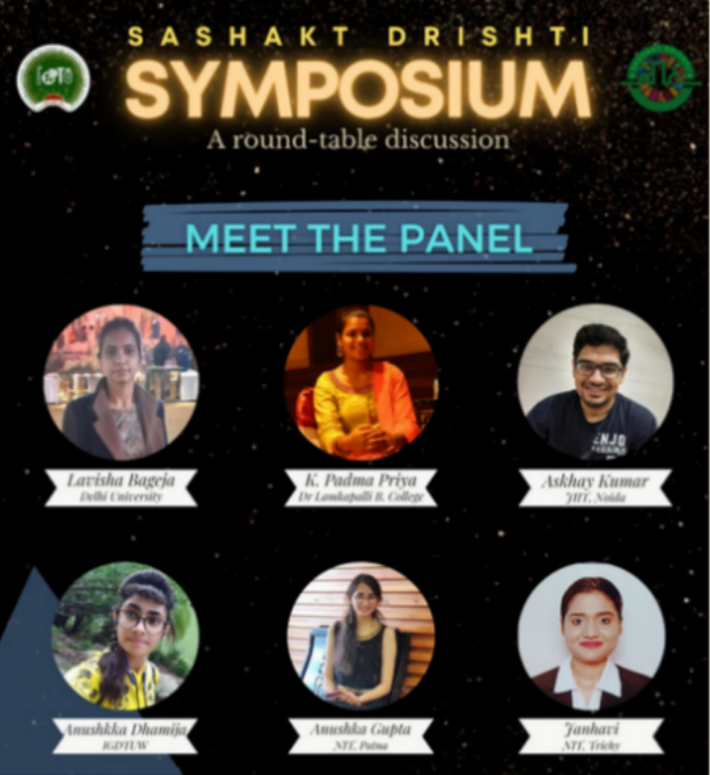 SASHAKT DRISHTI
SYMPOSIUM
A round-table discussion
MEET THE PANEL
Lavisha Bageja
Delhi University
K. Padma Priya
Dr Lankapalli B. College
Askhay Kumar
JIIT, Noida
ENJO
Anushkka Dhamija
IGDTUW
Anushka Gupta
NIT, Patna
Janhavi
NIT, Trichy